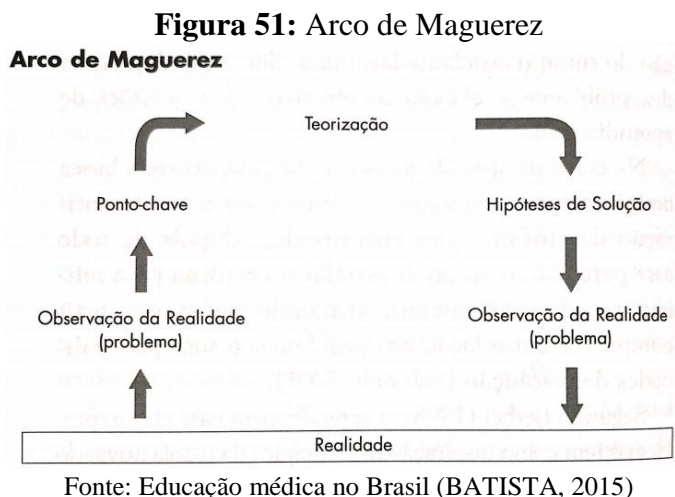 Figura 51: Arco de Maguerez
Arco de Maguerez
Teorização
Ponto-chave
Hipóteses de Solução
Observação da Realidade
(problema)
Observação da Realidade
(problema)
Realidade
Fonte: Educação médica no Brasil (BATISTA, 2015)